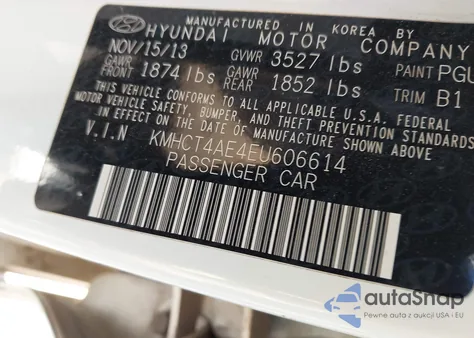 MANUFACTURED IN KOREA BY
HYUNDAI MOTOR COMPANY
NOV/15/13 GVWR 3527 lbs PAINT PGU
GAWR FRONT 1874 lbs GAWR REAR 1852 lbs TRIM B1
THIS VEHICLE CONFORMS TO ALL APPLICABLE U.S.A. FEDERAL
MOTOR VEHICLE SAFETY, BUMPER, AND THEFT PREVENTION STANDARDS
IN EFFECT ON THE DATE OF MANUFACTURE SHOWN ABOVE.
V.I.N KMHCT4AE4EU606614
PASSENGER CAR
autaSnap
Pewne auta z aukcji USA i EU